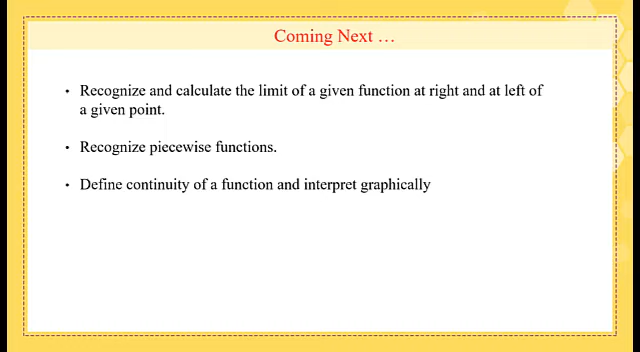 Coming Next …
• Recognize and calculate the limit of a given function at right and at left of
a given point.
• Recognize piecewise functions.
• Define continuity of a function and interpret graphically